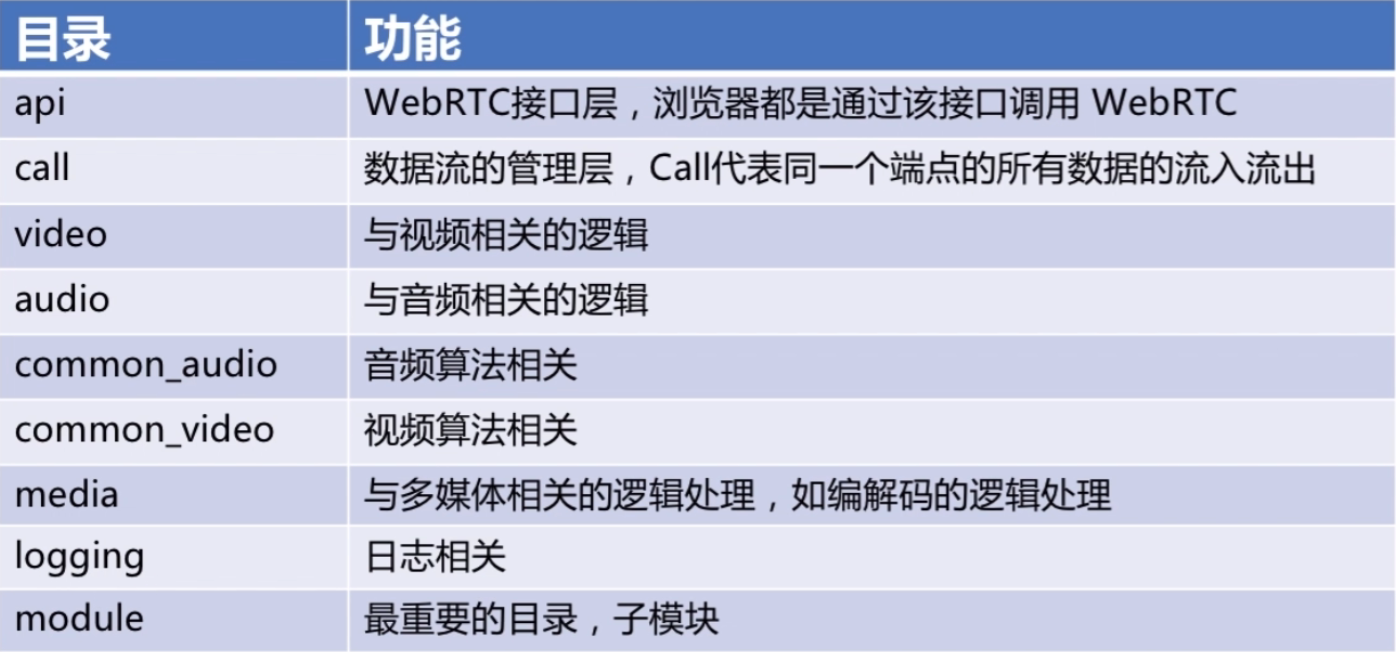 目录 功能
api WebRTC接口层，浏览器都是通过该接口调用 WebRTC
call 数据流的管理层，Call代表同一个端点的所有数据的流入流出
video 与视频相关的逻辑
audio 与音频相关的逻辑
common_audio 音频算法相关
common_video 视频算法相关
media 与多媒体相关的逻辑处理，如编解码的逻辑处理
logging 日志相关
module 最重要的目录，子模块